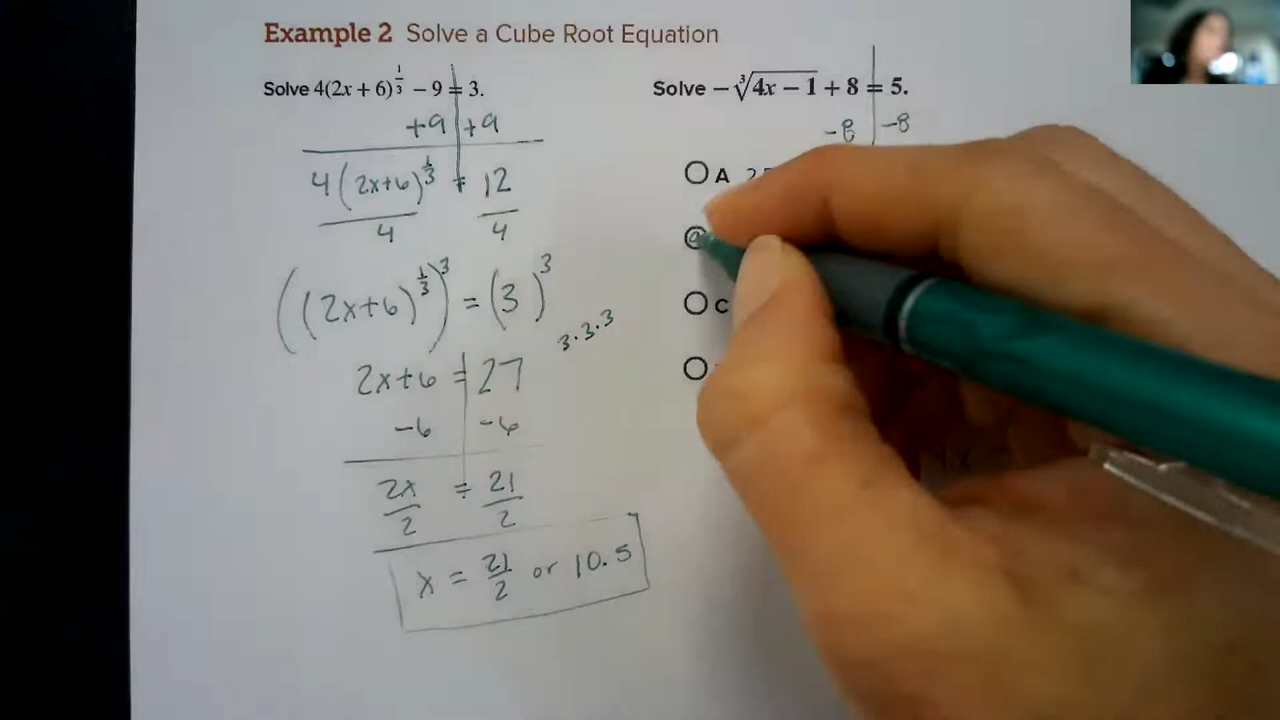 Example 2 Solve a Cube Root Equation
Solve 4(2x + 6)^1/3 − 9 = 3.
+9 +9
4(2x+6)^1/3 = 12
4 4
((2x+6)^1/3)^3 = (3)^3
3·3·3
2x+6 = 27
-6 -6
2x = 21
2 2
x = 21/2 or 10.5
Solve −∛4x − 1 + 8 = 5.
-8 -8
A
C